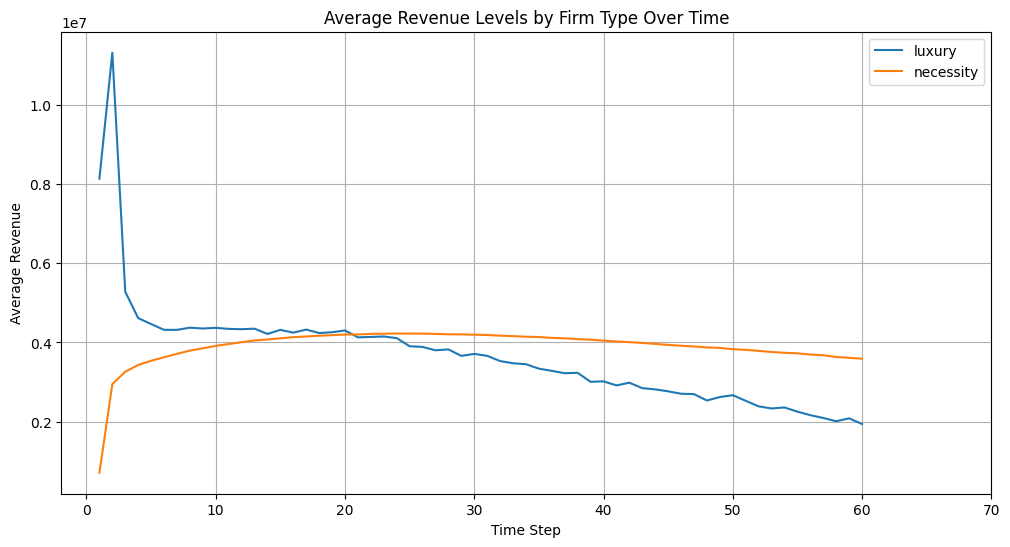 Average Revenue Levels by Firm Type Over Time
1e7
luxury
necessity
1.0
0.8
0.6
0.4
0.2
Average Revenue
0 10 20 30 40 50 60 70
Time Step